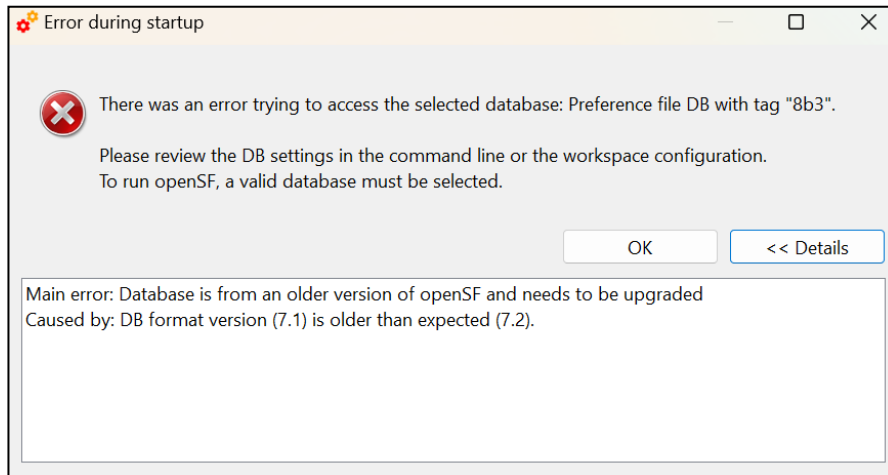 Error during startup
There was an error trying to access the selected database: Preference file DB with tag "8b3".
Please review the DB settings in the command line or the workspace configuration.
To run openSF, a valid database must be selected.
OK
<< Details
Main error: Database is from an older version of openSF and needs to be upgraded
Caused by: DB format version (7.1) is older than expected (7.2).